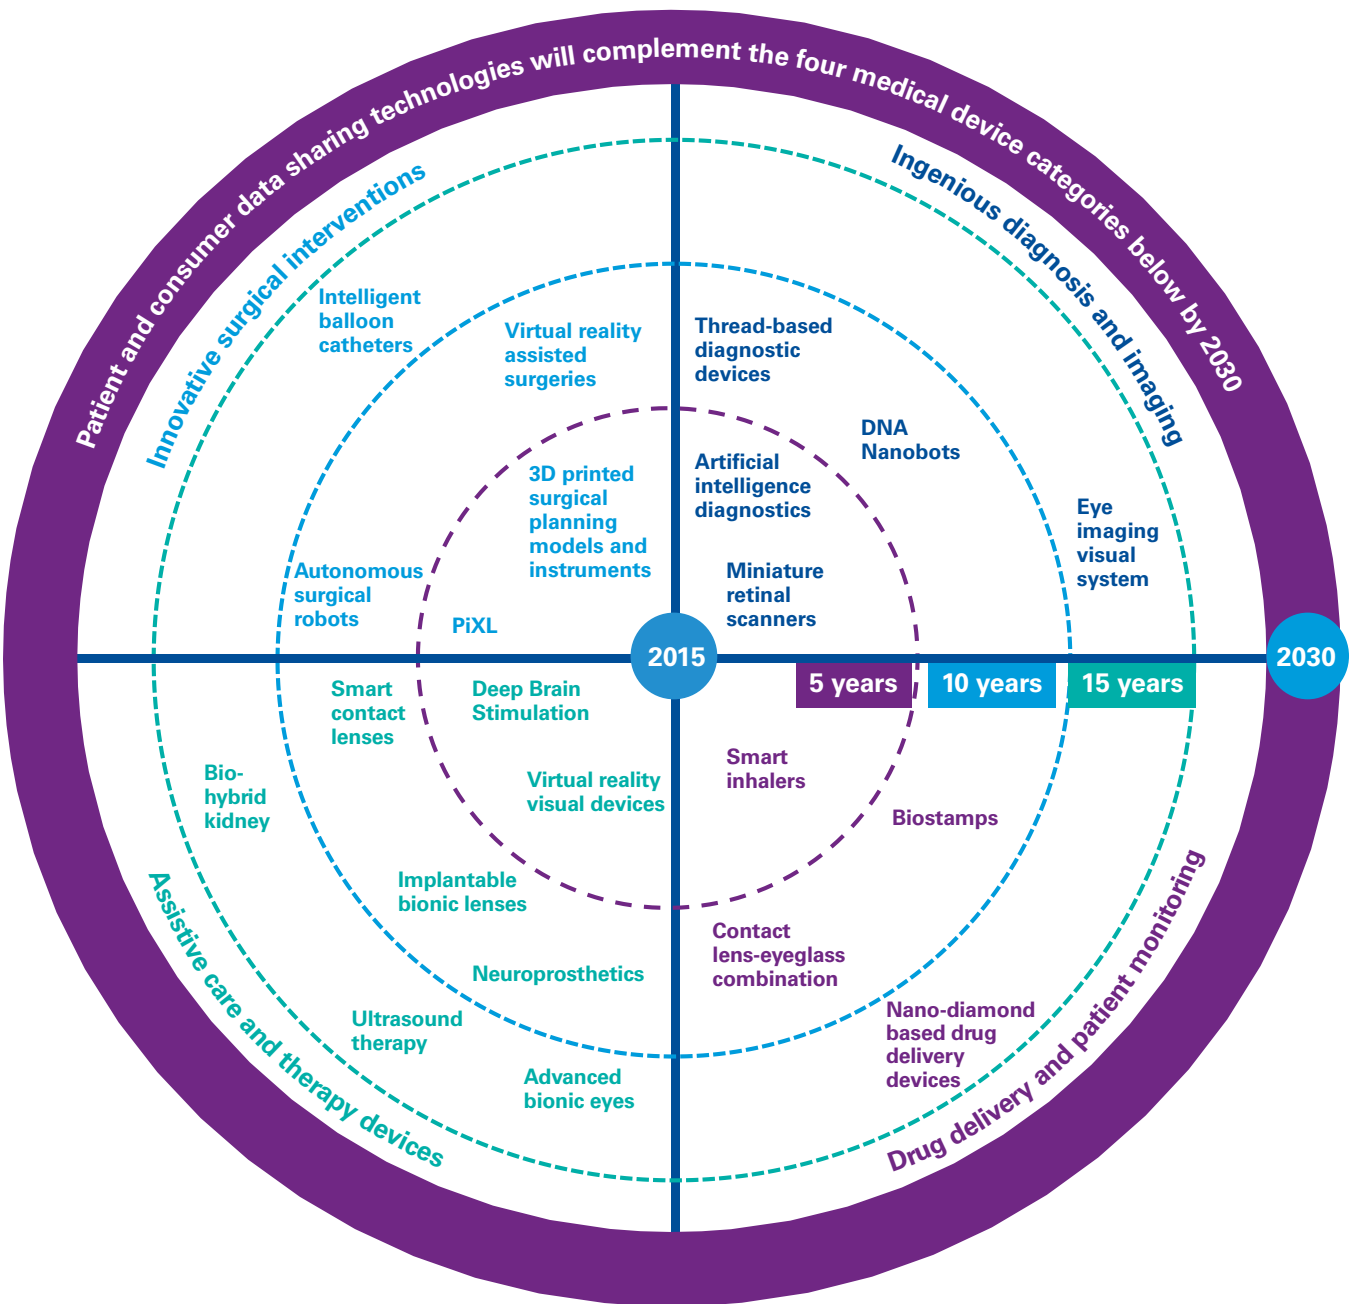 Patient and consumer data sharing technologies will complement the four medical device categories below by 2030
Innovative surgical interventions
Intelligent
balloon
catheters
Virtual reality
assisted
surgeries
3D printed
surgical
planning
models and
instruments
Autonomous
surgical
robots
PiXL
Ingenious diagnosis and imaging
Thread-based
diagnostic
devices
DNA
Nanobots
Artificial
intelligence
diagnostics
Eye
imaging
visual
system
Miniature
retinal
scanners
2015
2030
5 years
10 years
15 years
Smart
contact
lenses
Deep Brain
Stimulation
Bio-
hybrid
kidney
Virtual reality
visual devices
Implantable
bionic lenses
Neuroprosthetics
Ultrasound
therapy
Advanced
bionic eyes
Assistive care and therapy devices
Smart
inhalers
Biostamps
Contact
lens-eyeglass
combination
Nano-diamond
based drug
delivery
devices
Drug delivery and patient monitoring